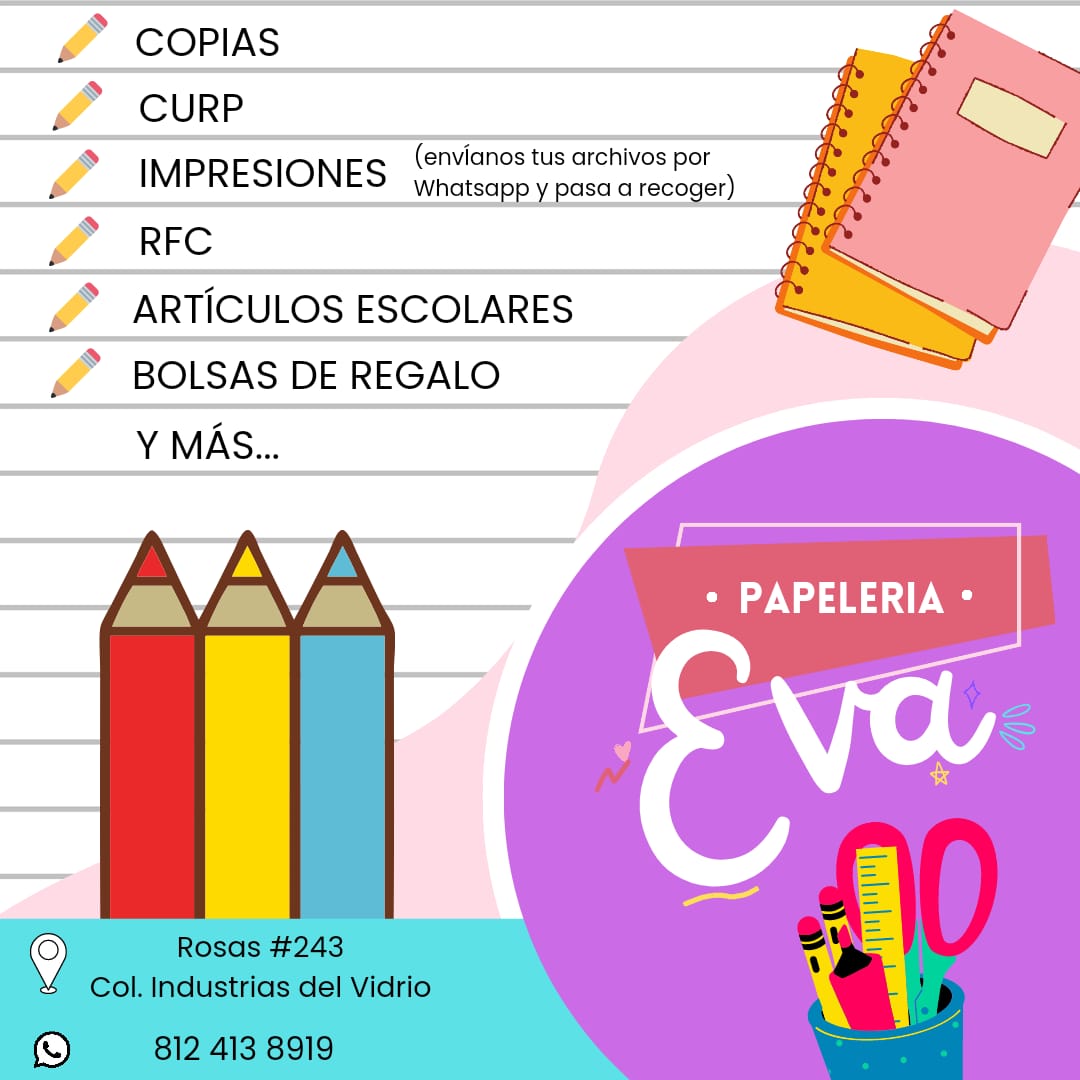 COPIAS
CURP
IMPRESIONES
(envíanos tus archivos por
Whatsapp y pasa a recoger)
RFC
ARTÍCULOS ESCOLARES
BOLSAS DE REGALO
Y MÁS...
• PAPELERIA •
Eva
Rosas #243
Col. Industrias del Vidrio
812 413 8919